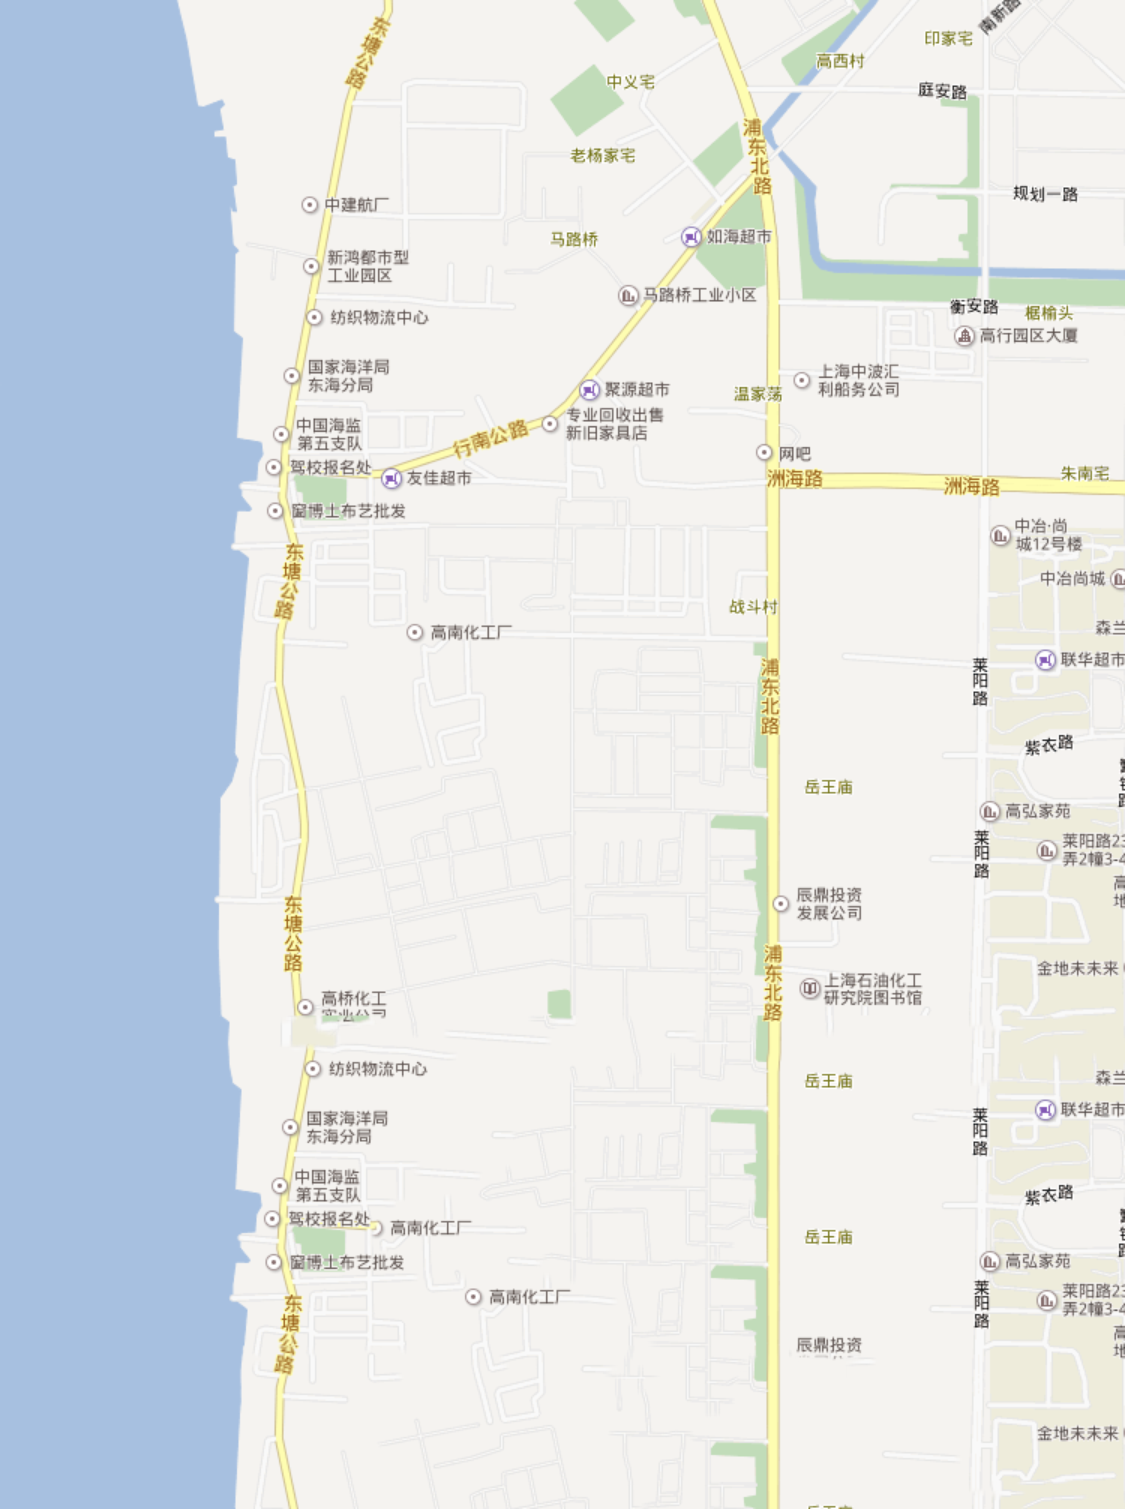 东塘公路
南新路
印家宅
高西村
中义宅
庭安路
浦东北路
老杨家宅
规划一路
中建航厂
马路桥
如海超市
新鸿都市型
工业园区
马路桥工业小区
衡安路
椐榆头
纺织物流中心
高行园区大厦
国家海洋局
东海分局
上海中波汇
利船务公司
聚源超市
温家荡
专业回收出售
新旧家具店
中国海监
第五支队
行南公路
网吧
驾校报名处
友佳超市
洲海路
洲海路
朱南宅
窗博士布艺批发
中冶·尚
城12号楼
东塘公路
中冶尚城
战斗村
高南化工厂
森兰
联华超市
浦东北路
莱阳路
紫衣路
岳王庙
高弘家苑
莱阳路23
弄2幢3-4
莱阳路
东塘公路
辰鼎投资
发展公司
浦东北路
金地未未来
上海石油化工
研究院图书馆
高桥化工
实业公司
纺织物流中心
岳王庙
森兰
联华超市
国家海洋局
东海分局
莱阳路
中国海监
第五支队
紫衣路
驾校报名处
高南化工厂
岳王庙
窗博士布艺批发
高弘家苑
高南化工厂
莱阳路23
弄2幢3-4
莱阳路
东塘公路
辰鼎投资
金地未未来